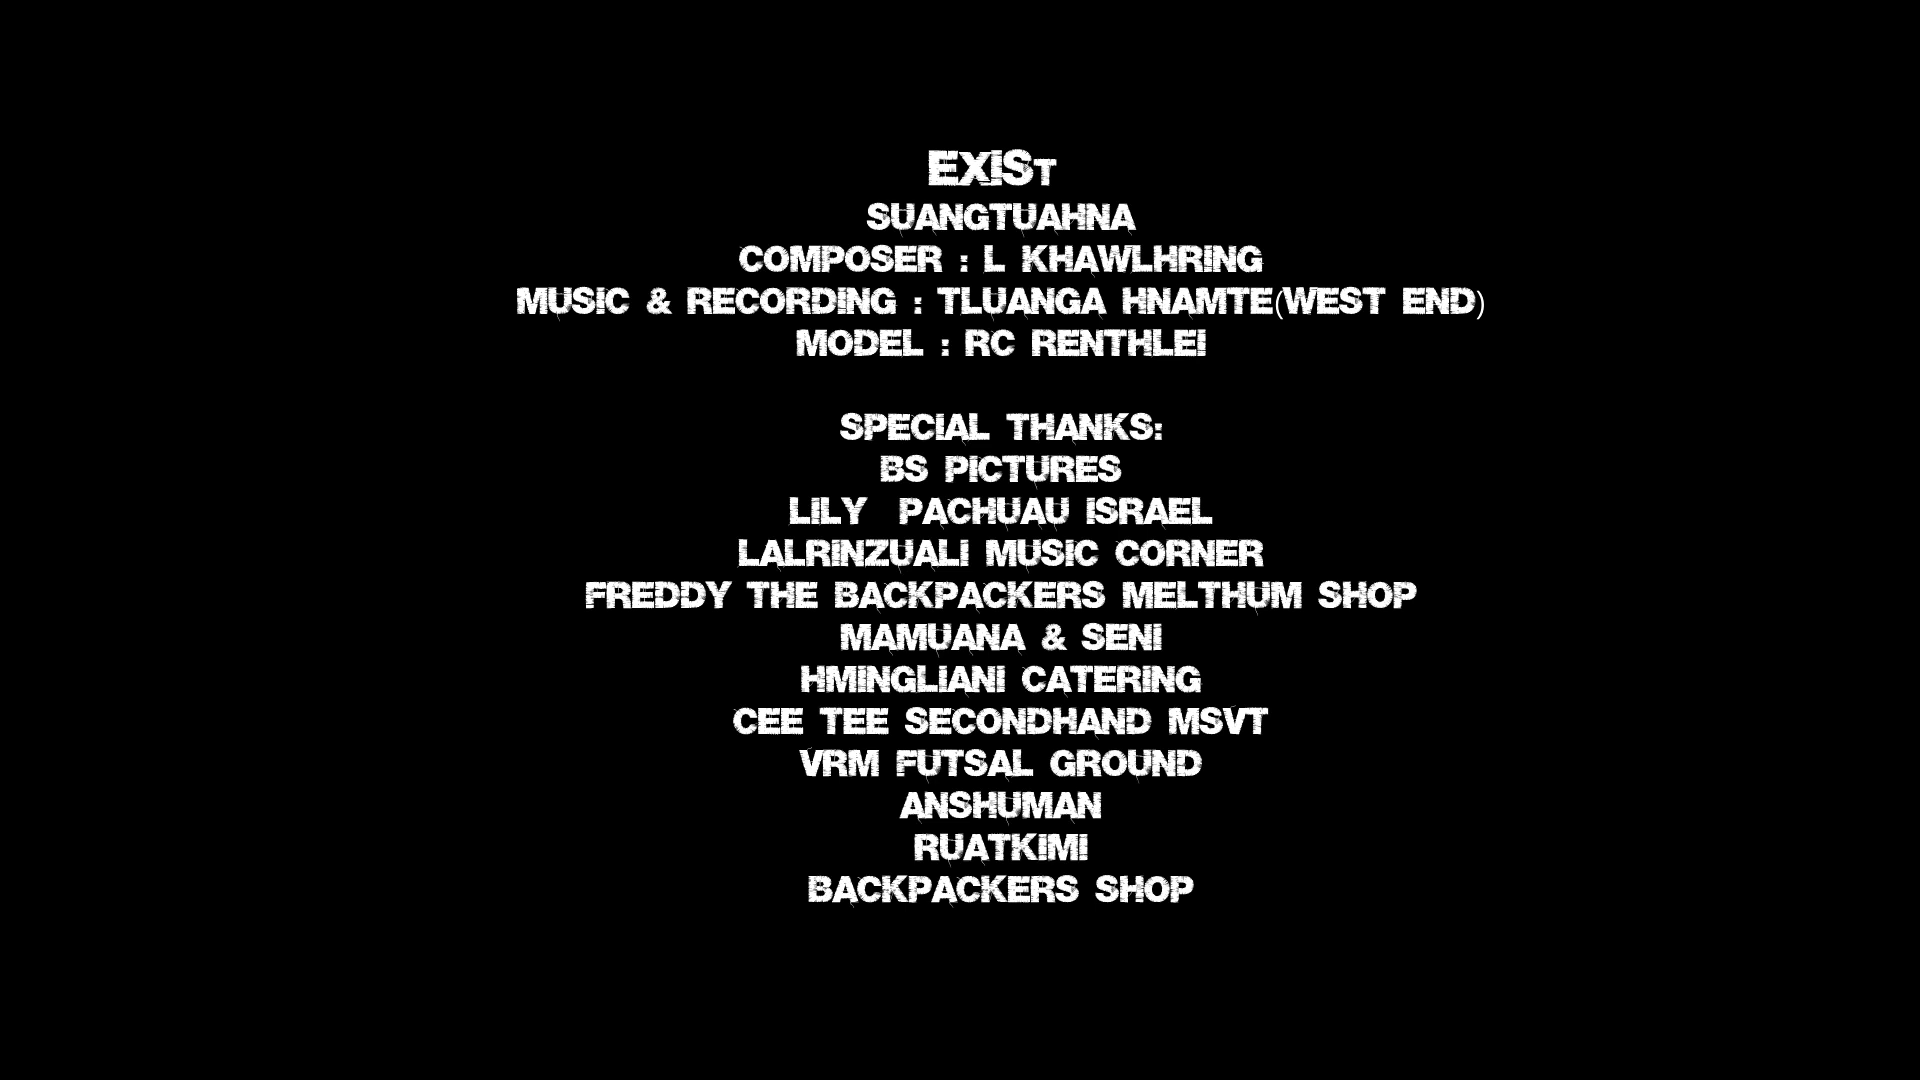 EXIST
SUANGTUAHNA
COMPOSER : L KHAWLHRING
MUSIC & RECORDING : TLUANGA HNAMTE(WEST END)
MODEL : RC RENTHLEI
SPECIAL THANKS:
BS PICTURES
LILY PACHUAU ISRAEL
LALRINZUALI MUSIC CORNER
FREDDY THE BACKPACKERS MELTHUM SHOP
MAMUANA & SENI
HMINGLIANI CATERING
CEE TEE SECONDHAND MSVT
VRM FUTSAL GROUND
ANSHUMAN
RUATKIMI
BACKPACKERS SHOP